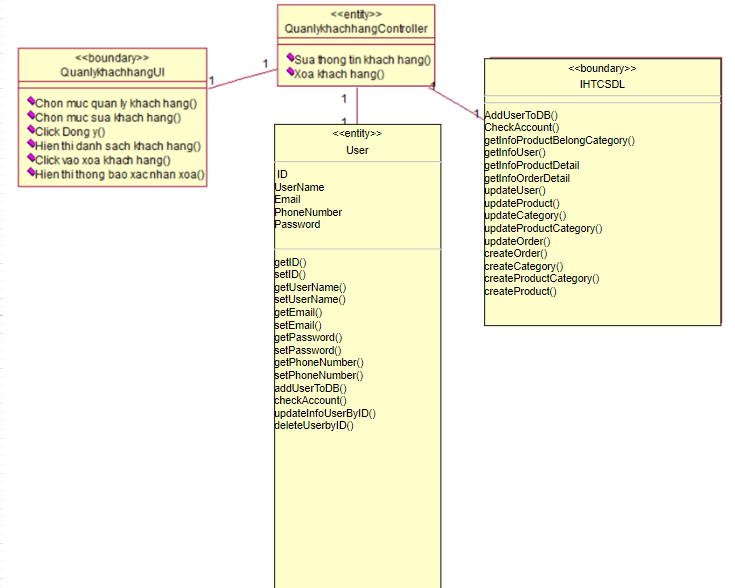 <<entity>>
QuanlykhachhangController
Sua thong tin khach hang()
Xoa khach hang()
<<boundary>>
QuanlykhachhangUI
Chon muc quan ly khach hang()
Chon muc sua khach hang()
Click Dong y()
Hien thi danh sach khach hang()
Click vao xoa khach hang()
Hien thi thong bao xac nhan xoa()
1
1
1
1
1
1
<<entity>>
User
ID
UserName
Email
PhoneNumber
Password
getID()
setID()
getUserName()
setUserName()
getEmail()
setEmail()
getPassword()
setPassword()
getPhoneNumber()
setPhoneNumber()
addUserToDB()
checkAccount()
updateInfoUserByID()
deleteUserbyID()
<<boundary>>
IHTCSDL
AddUserToDB()
CheckAccount()
getInfoProductBelongCategory()
getInfoUser()
getInfoProductDetail
getInfoOrderDetail
updateUser()
updateProduct()
updateCategory()
updateProductCategory()
updateOrder()
createOrder()
createCategory()
createProductCategory()
createProduct()